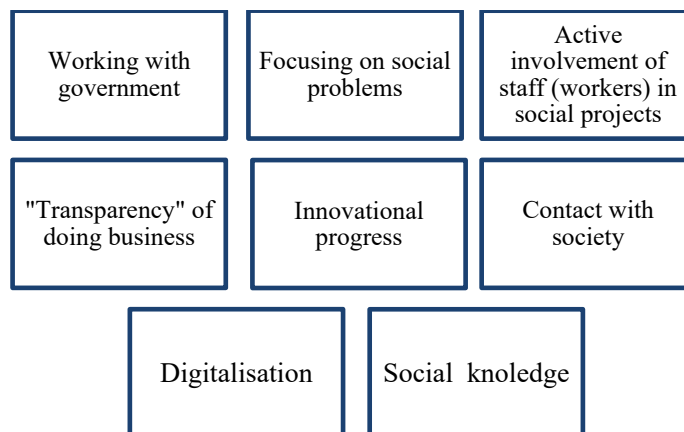 Working with
government
Focusing on social
problems
Active
involvement of
staff (workers) in
social projects
"Transparency" of
doing business
Innovational
progress
Contact with
society
Digitalisation
Social knoledge